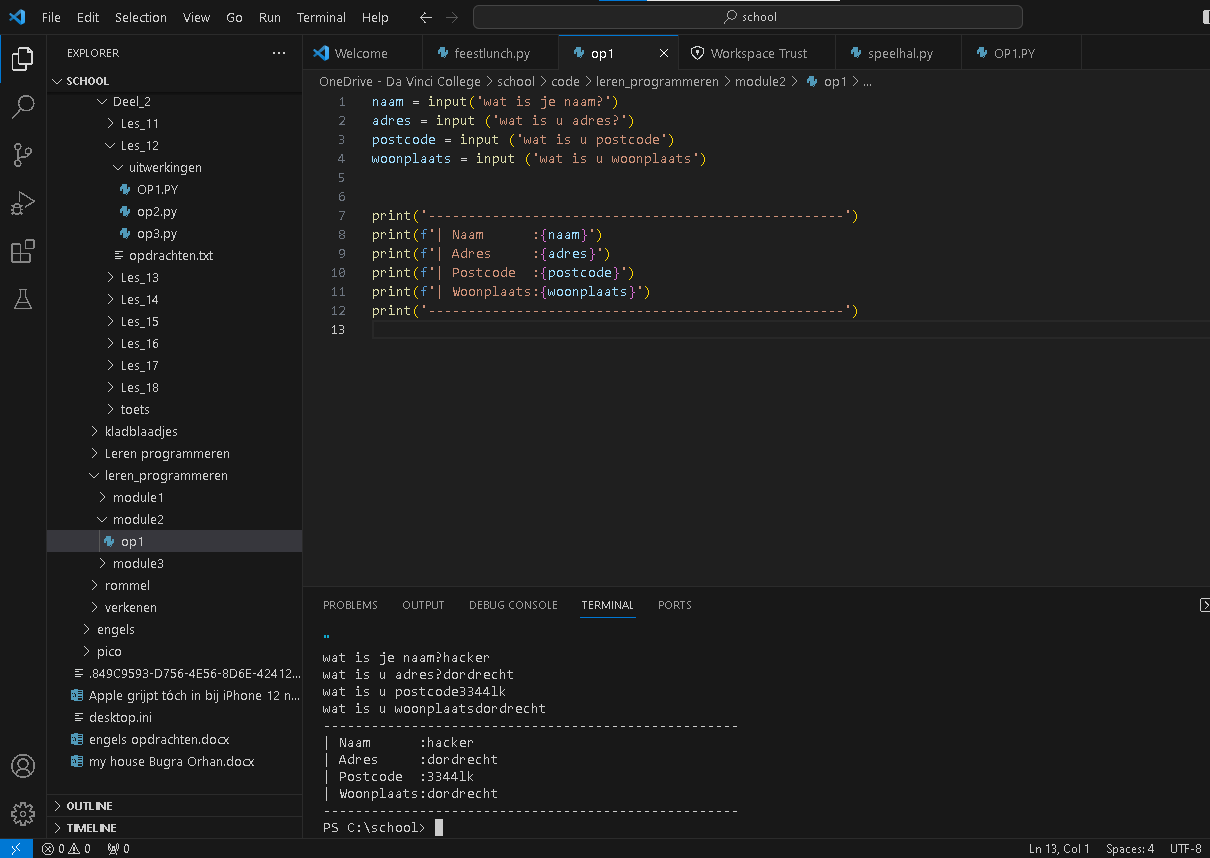 File Edit Selection View Go Run Terminal Help
school
EXPLORER
SCHOOL
Deel_2
Les_11
Les_12
uitwerkingen
OP1.PY
op2.py
op3.py
opdrachten.txt
Les_13
Les_14
Les_15
Les_16
Les_17
Les_18
toets
kladblaadjes
Leren programmeren
leren_programmeren
module1
module2
op1
module3
rommel
verkenen
engels
pico
.849C9593-D756-4E56-8D6E-42412...
Apple grijpt tóch in bij iPhone 12 n...
desktop.ini
engels opdrachten.docx
my house Bugra Orhan.docx
OUTLINE
TIMELINE
Welcome feestlunch.py op1 Workspace Trust speelhal.py OP1.PY
OneDrive - Da Vinci College > school > code > leren_programmeren > module2 > op1 > ...
1 naam = input('wat is je naam?')
2 adres = input ('wat is u adres?')
3 postcode = input ('wat is u postcode')
4 woonplaats = input ('wat is u woonplaats')
5
6
7 print('----------------------------------------------------')
8 print(f'| Naam      :{naam}')
9 print(f'| Adres     :{adres}')
10 print(f'| Postcode  :{postcode}')
11 print(f'| Woonplaats:{woonplaats}')
12 print('----------------------------------------------------')
13
PROBLEMS OUTPUT DEBUG CONSOLE TERMINAL PORTS
"
wat is je naam?hacker
wat is u adres?dordrecht
wat is u postcode3344lk
wat is u woonplaatsdordrecht
----------------------------------------------------
| Naam      :hacker
| Adres     :dordrecht
| Postcode  :3344lk
| Woonplaats:dordrecht
----------------------------------------------------
PS C:\school>
0 0 0 Ln 13, Col 1 Spaces: 4 UTF-8